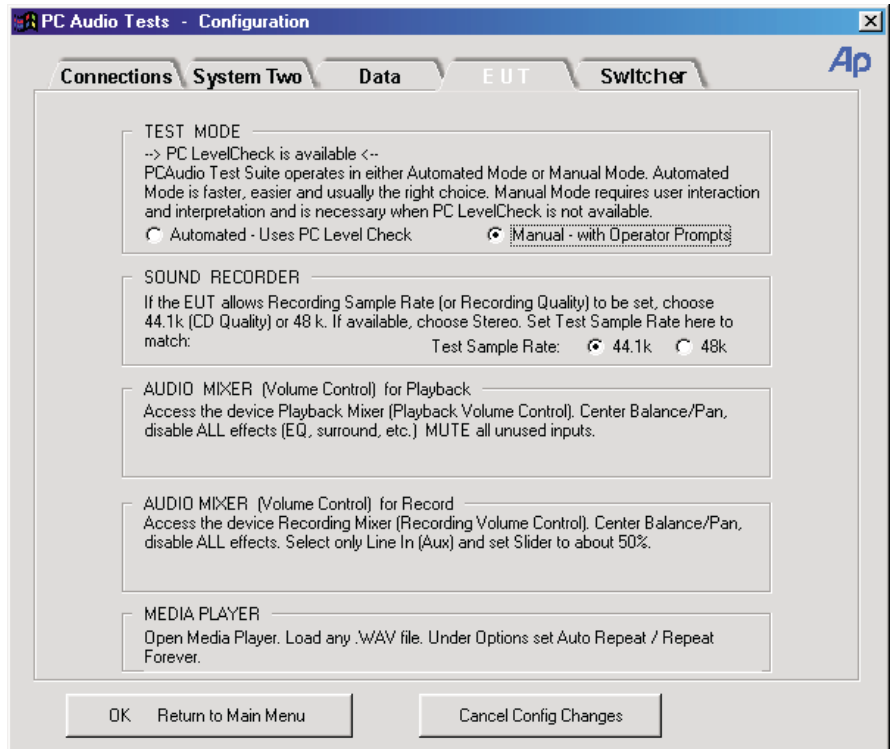 PC Audio Tests - Configuration
Ap
Connections System Two Data EUT Switcher
TEST MODE
--> PC LevelCheck is available <--
PCAudio Test Suite operates in either Automated Mode or Manual Mode. Automated
Mode is faster, easier and usually the right choice. Manual Mode requires user interaction
and interpretation and is necessary when PC LevelCheck is not available.
Automated - Uses PC Level Check Manual - with Operator Prompts
SOUND RECORDER
If the EUT allows Recording Sample Rate (or Recording Quality) to be set, choose
44.1k (CD Quality) or 48 k. If available, choose Stereo. Set Test Sample Rate here to
match: Test Sample Rate: 44.1k 48k
AUDIO MIXER (Volume Control) for Playback
Access the device Playback Mixer (Playback Volume Control). Center Balance/Pan,
disable ALL effects (EQ, surround, etc.) MUTE all unused inputs.
AUDIO MIXER (Volume Control) for Record
Access the device Recording Mixer (Recording Volume Control). Center Balance/Pan,
disable ALL effects. Select only Line In (Aux) and set Slider to about 50%.
MEDIA PLAYER
Open Media Player. Load any .WAV file. Under Options set Auto Repeat / Repeat
Forever.
OK Return to Main Menu Cancel Config Changes